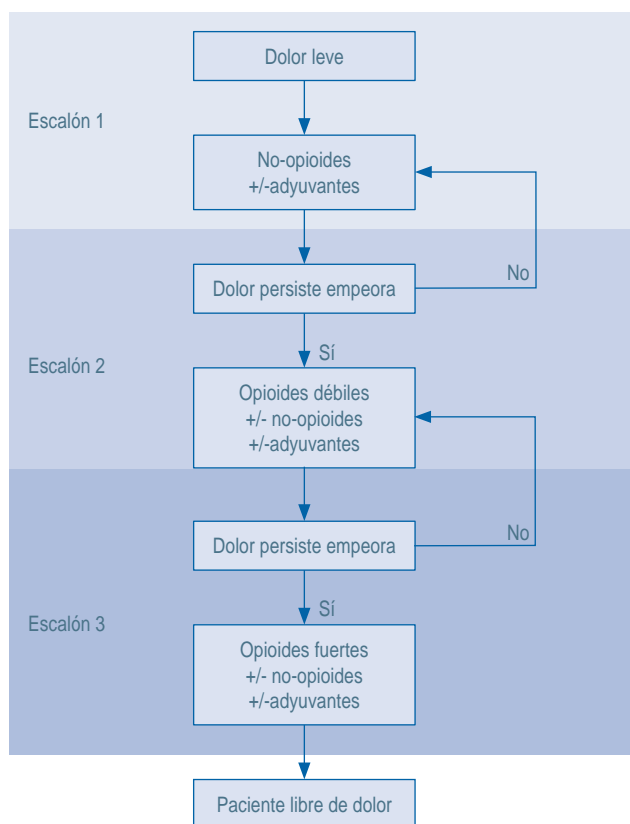 Dolor leve
Escalón 1
No-opioides
+/-adyuvantes
Dolor persiste empeora
No
Sí
Escalón 2
Opioides débiles
+/- no-opioides
+/-adyuvantes
Dolor persiste empeora
No
Sí
Escalón 3
Opioides fuertes
+/- no-opioides
+/-adyuvantes
Paciente libre de dolor